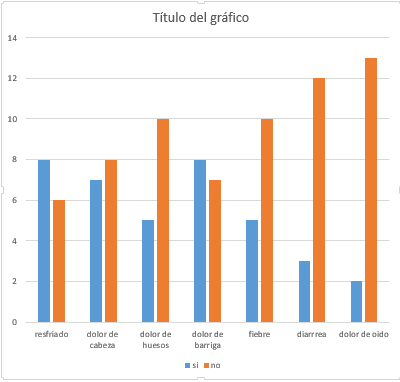 Título del gráfico
14
12
10
8
6
4
2
0
resfriado
dolor de
cabeza
dolor de
huesos
dolor de
barriga
fiebre
diarrrea
dolor de oido
si
no